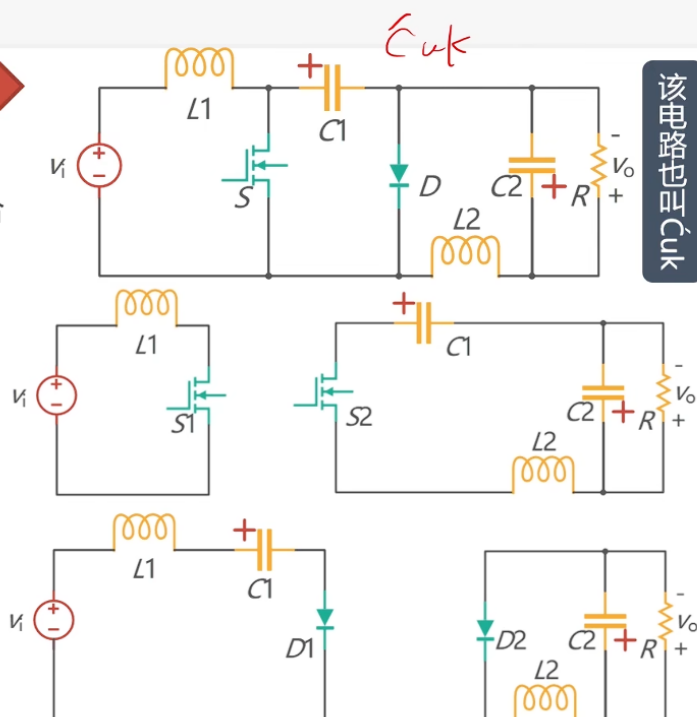 Ĉuk
L1
+
C1
Vi
+
−
S
D
C2
+
R
-
Vo
+
L2
该电路也叫Ćuk
L1
Vi
+
−
S1
+
C1
S2
C2
+
R
-
Vo
+
L2
L1
+
C1
Vi
+
−
D1
D2
C2
+
R
-
Vo
+
L2